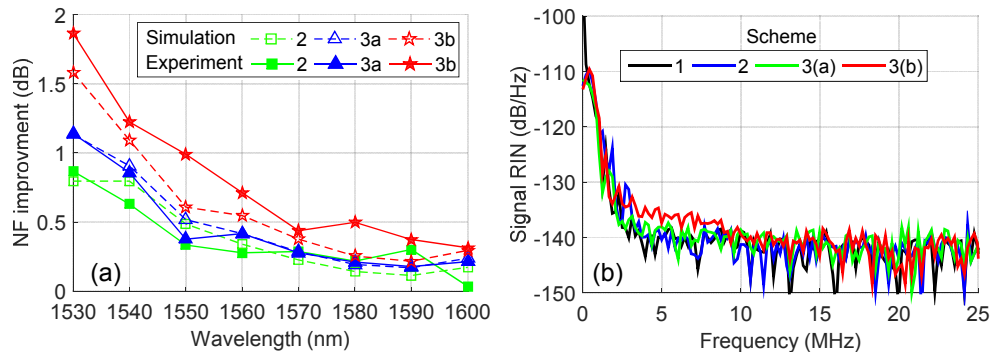 2
1.5
1
0.5
0
NF improvment (dB)
Simulation 2 3a 3b
Experiment 2 3a 3b
(a)
1530 1540 1550 1560 1570 1580 1590 1600
Wavelength (nm)
-100
-110
-120
-130
-140
-150
Signal RIN (dB/Hz)
Scheme
1 2 3(a) 3(b)
(b)
0 5 10 15 20 25
Frequency (MHz)